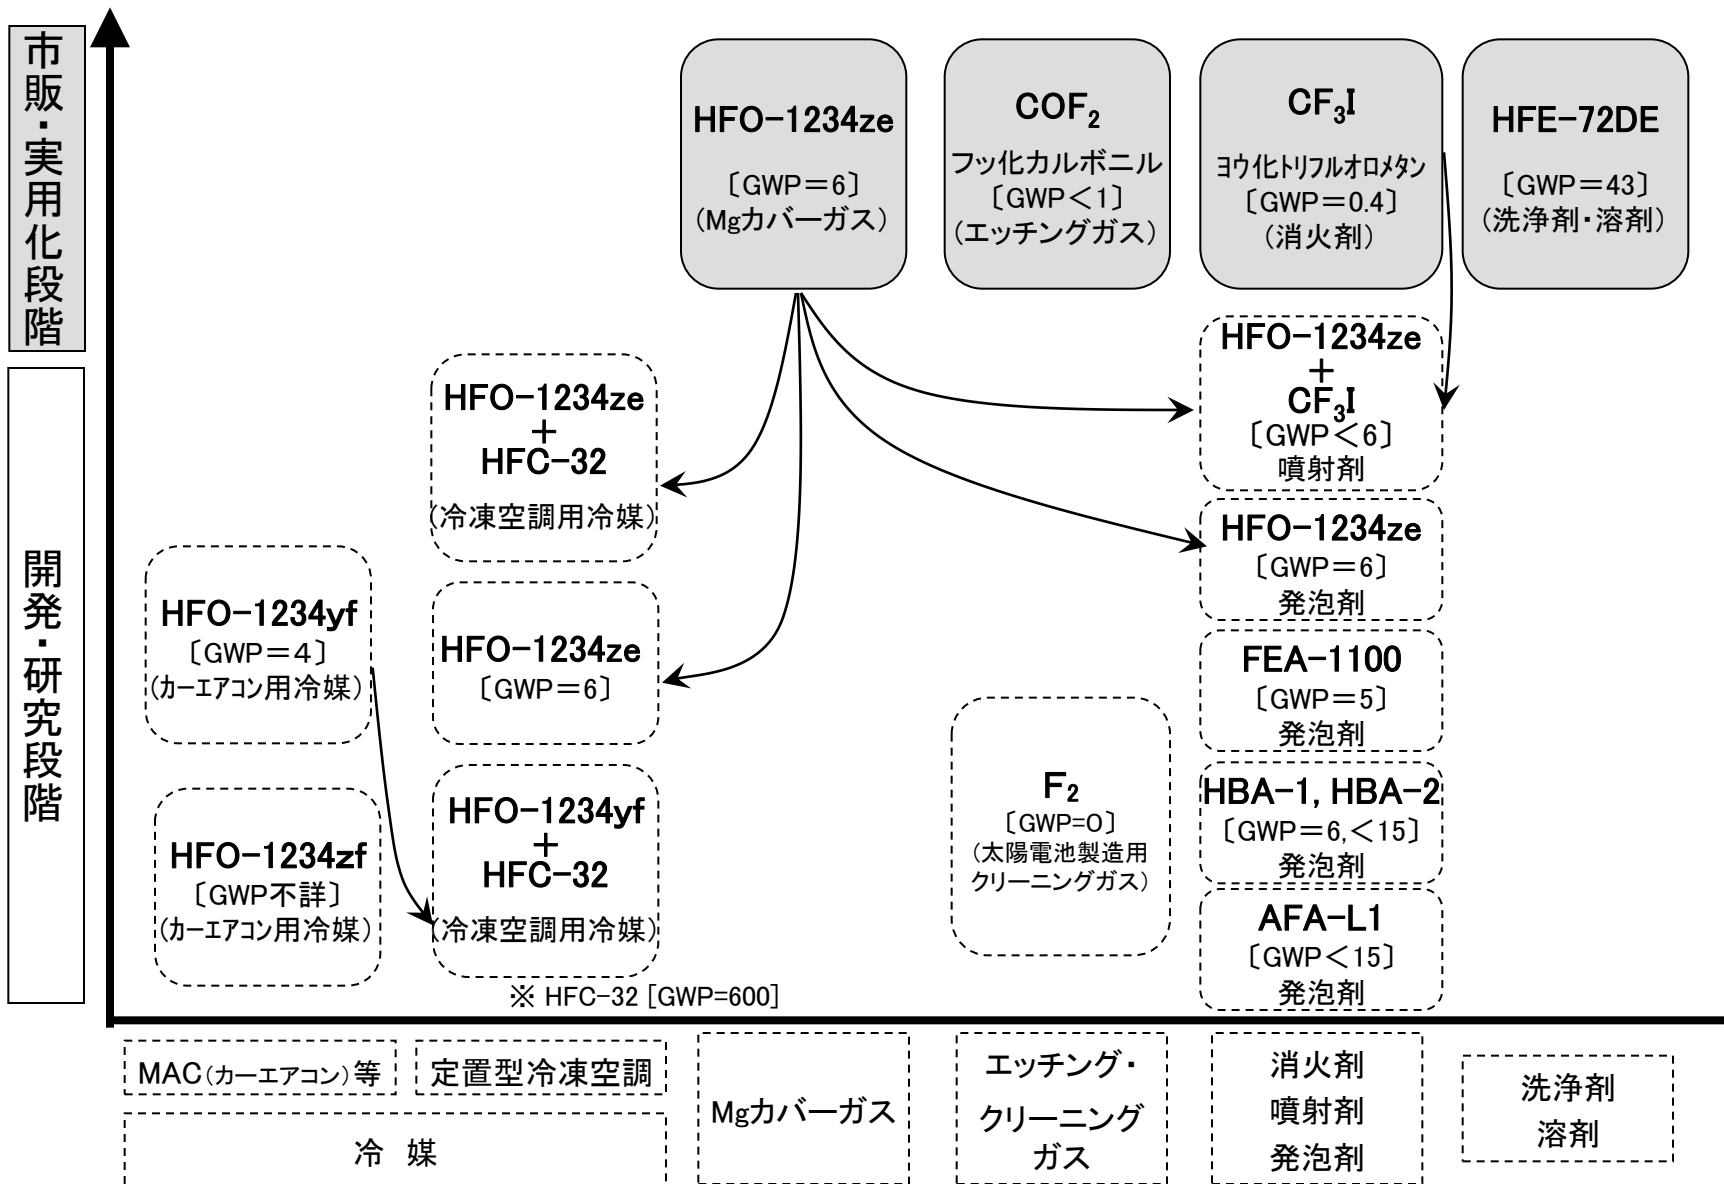 市販・実用化段階
開発・研究段階
HFO-1234ze
〔GWP＝6〕
(Mgカバーガス)
COF₂
フッ化カルボニル
〔GWP＜1〕
(エッチングガス)
CF₃I
ﾖｳ化ﾄﾘﾌﾙｵﾛﾒﾀﾝ
〔GWP＝0.4〕
(消火剤)
HFE-72DE
〔GWP＝43〕
(洗浄剤・溶剤)
HFO-1234ze
＋
HFC-32
(冷凍空調用冷媒)
HFO-1234ze
＋
CF₃I
〔GWP＜6〕
噴射剤
HFO-1234ze
〔GWP＝6〕
発泡剤
HFO-1234yf
〔GWP＝4〕
(ｶｰｴｱｺﾝ用冷媒)
HFO-1234ze
〔GWP＝6〕
FEA-1100
〔GWP＝5〕
発泡剤
HFO-1234zf
〔GWP不詳〕
(ｶｰｴｱｺﾝ用冷媒)
HFO-1234yf
＋
HFC-32
(冷凍空調用冷媒)
F₂
〔GWP=0〕
(太陽電池製造用
クリーニングガス)
HBA-1, HBA-2
〔GWP＝6,＜15〕
発泡剤
AFA-L1
〔GWP＜15〕
発泡剤
※ HFC-32 [GWP=600]
MAC(カーエアコン)等
定置型冷凍空調
冷 媒
Mgカバーガス
エッチング・
クリーニング
ガス
消火剤
噴射剤
発泡剤
洗浄剤
溶剤